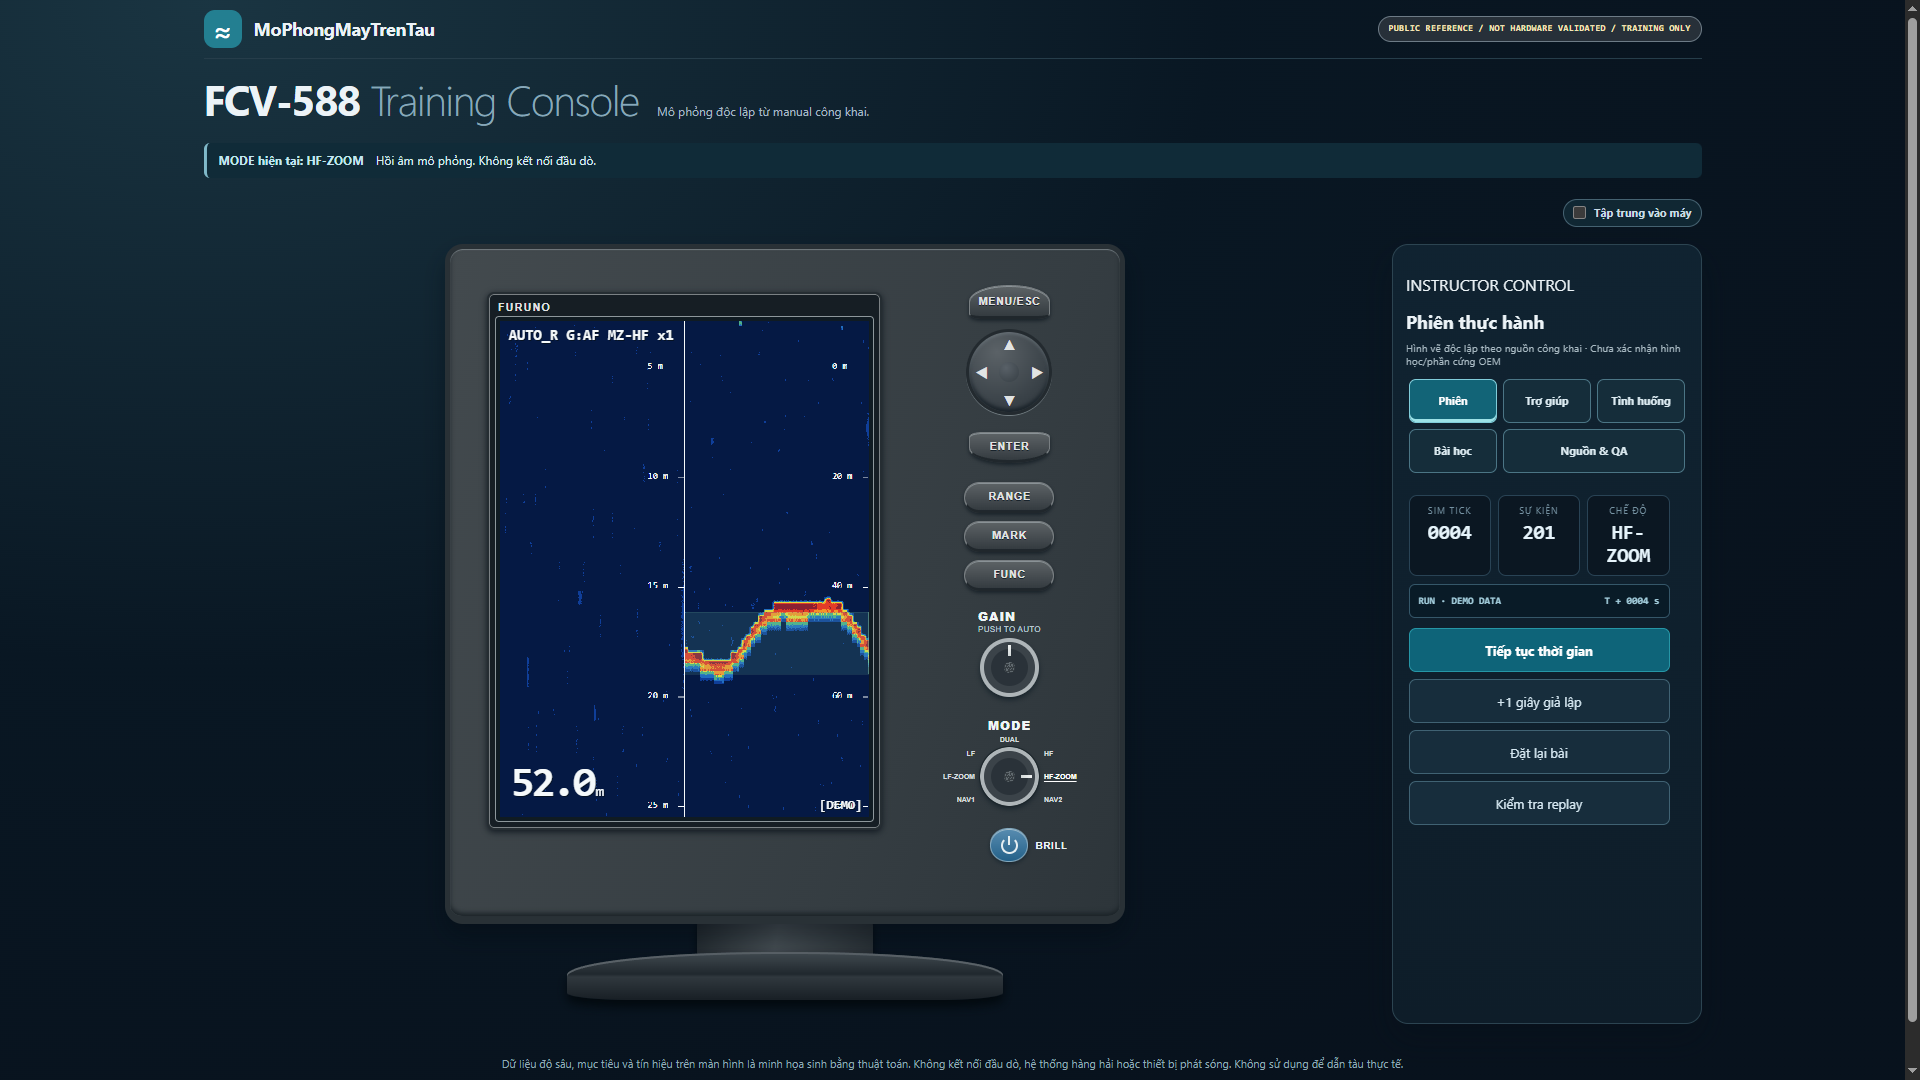 ≈ MoPhongMayTrenTau
PUBLIC REFERENCE / NOT HARDWARE VALIDATED / TRAINING ONLY
FCV-588 Training Console Mô phỏng độc lập từ manual công khai.
MODE hiện tại: HF-ZOOM Hồi âm mô phỏng. Không kết nối đầu dò.
Tập trung vào máy
FURUNO
AUTO_R G:AF MZ-HF x1
5 m
0 m
10 m
20 m
15 m
40 m
20 m
60 m
25 m
52.0m
[DEMO]
MENU/ESC
ENTER
RANGE
MARK
FUNC
GAIN
PUSH TO AUTO
MODE
DUAL
LF
HF
LF-ZOOM
HF-ZOOM
NAV1
NAV2
BRILL
INSTRUCTOR CONTROL
Phiên thực hành
Hình vẽ độc lập theo nguồn công khai · Chưa xác nhận hình
học/phần cứng OEM
Phiên
Trợ giúp
Tình huống
Bài học
Nguồn & QA
SIM TICK
0004
SỰ KIỆN
201
CHẾ ĐỘ
HF-
ZOOM
RUN · DEMO DATA
T + 0004 s
Tiếp tục thời gian
+1 giây giả lập
Đặt lại bài
Kiểm tra replay
Dữ liệu độ sâu, mục tiêu và tín hiệu trên màn hình là minh họa sinh bằng thuật toán. Không kết nối đầu dò, hệ thống hàng hải hoặc thiết bị phát sóng. Không sử dụng để dẫn tàu thực tế.